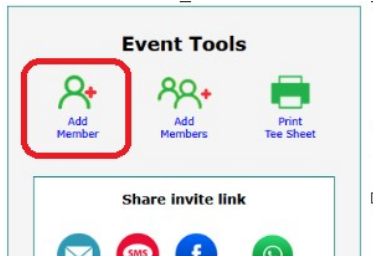 Event Tools
Add
Member
Add
Members
Print
Tee Sheet
Share invite link
SMS